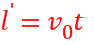 l' = v₀t